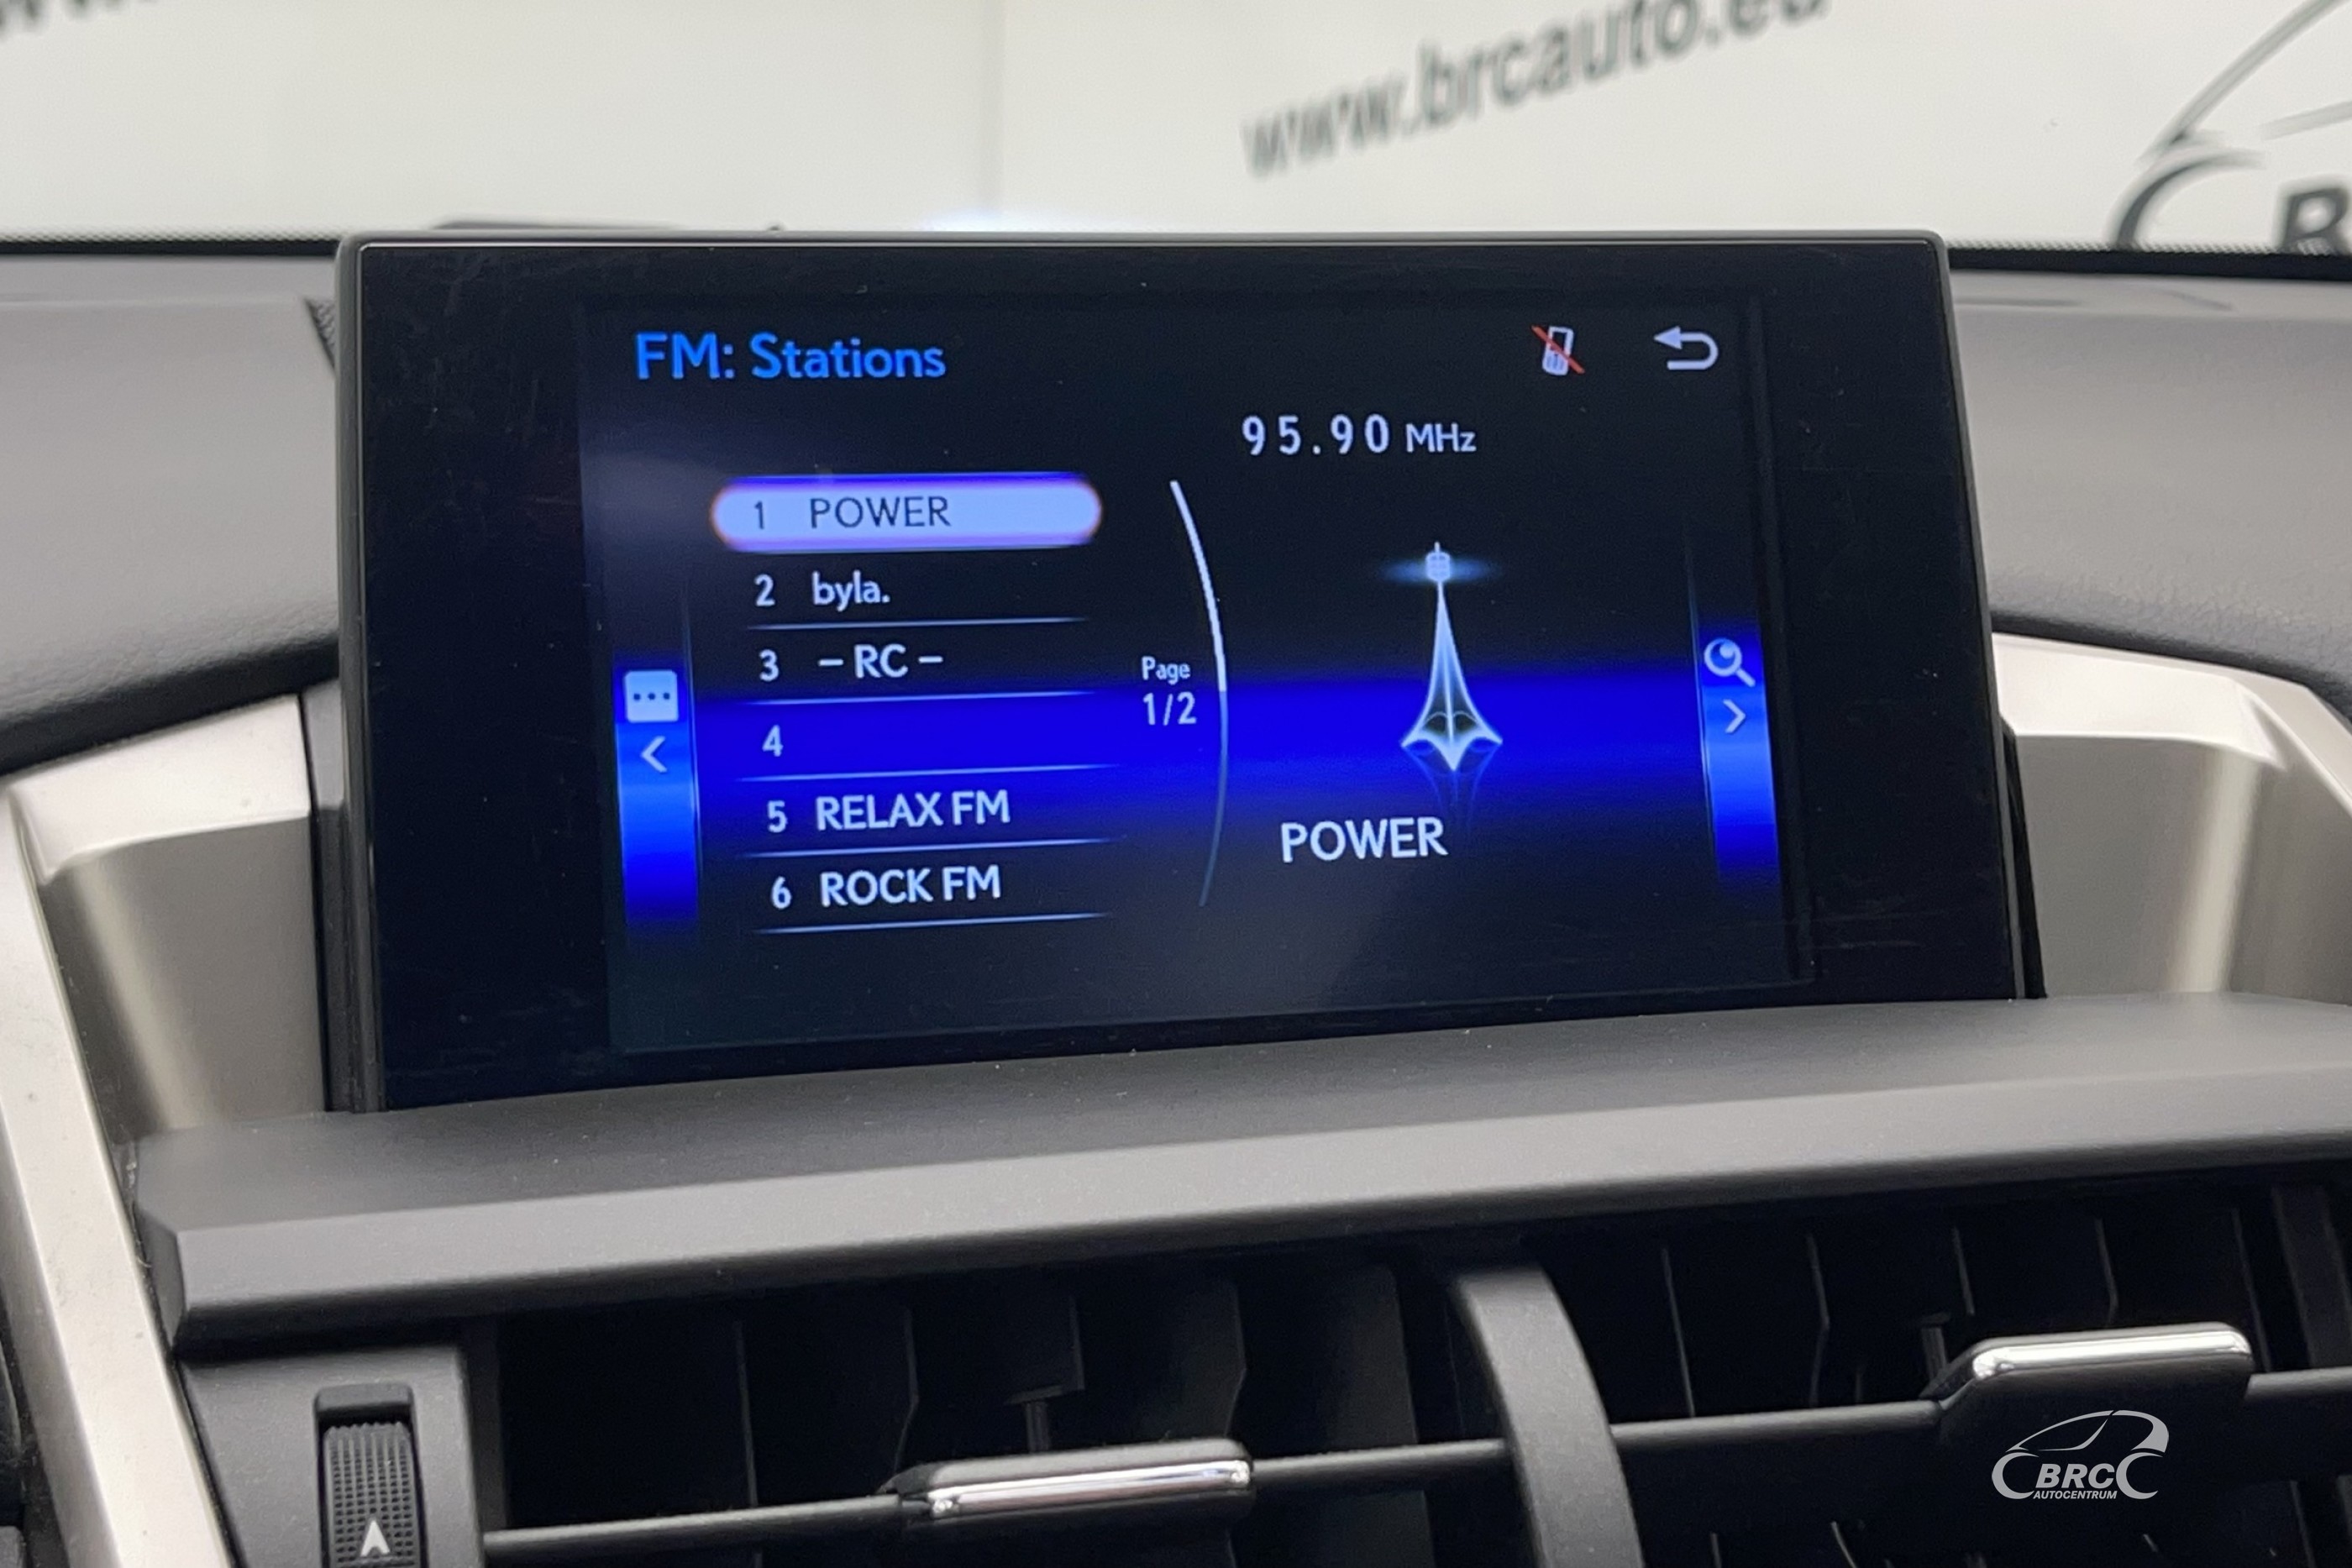 www.brcauto.eu
FM: Stations
95.90 MHz
1 POWER
2 byla.
3 – RC –
4
5 RELAX FM
6 ROCK FM
Page
1/2
POWER
BRC
AUTOCENTRUM